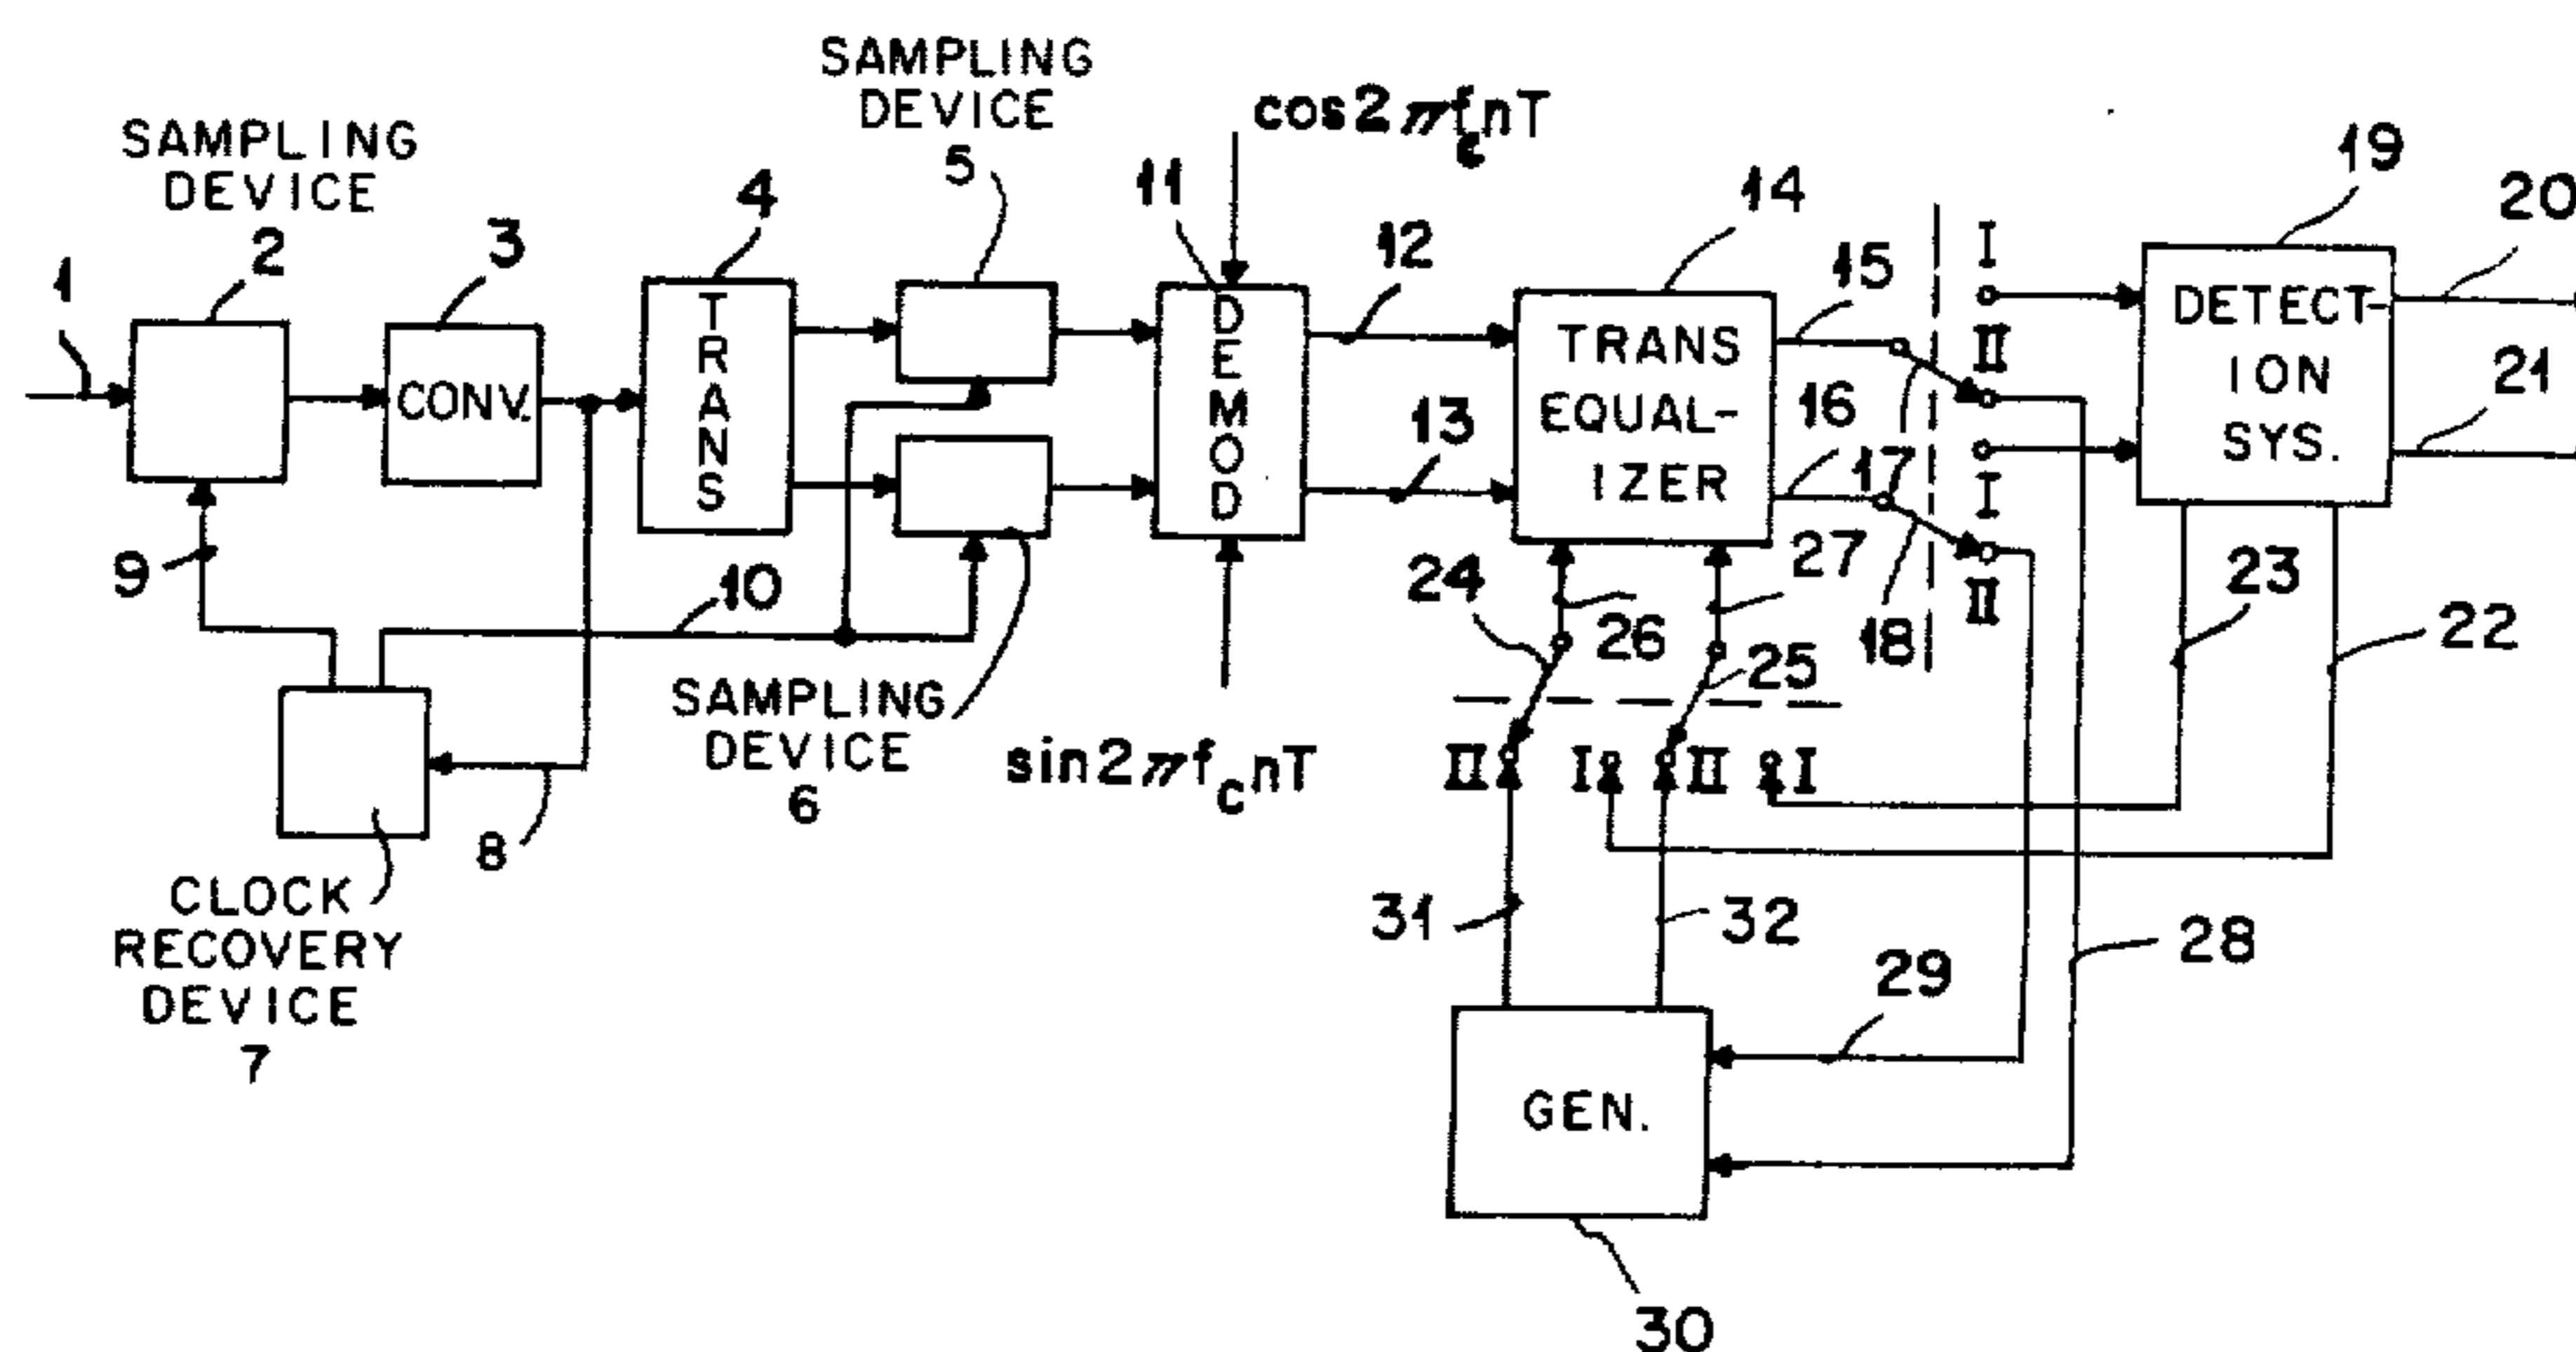 SAMPLING
DEVICE
2
SAMPLING
DEVICE
5
cos2πfcnT
1
3
4
11
12
14
15
I
19
20
CONV.
TRANS
DEMOD
TRANS
EQUAL-
IZER
II
DETECT-
ION
SYS.
13
16
21
17
I
9
10
24
26
27
18
II
23
22
SAMPLING
DEVICE
6
sin2πfcnT
25
II
I
II
I
8
CLOCK
RECOVERY
DEVICE
7
31
32
29
28
GEN.
30